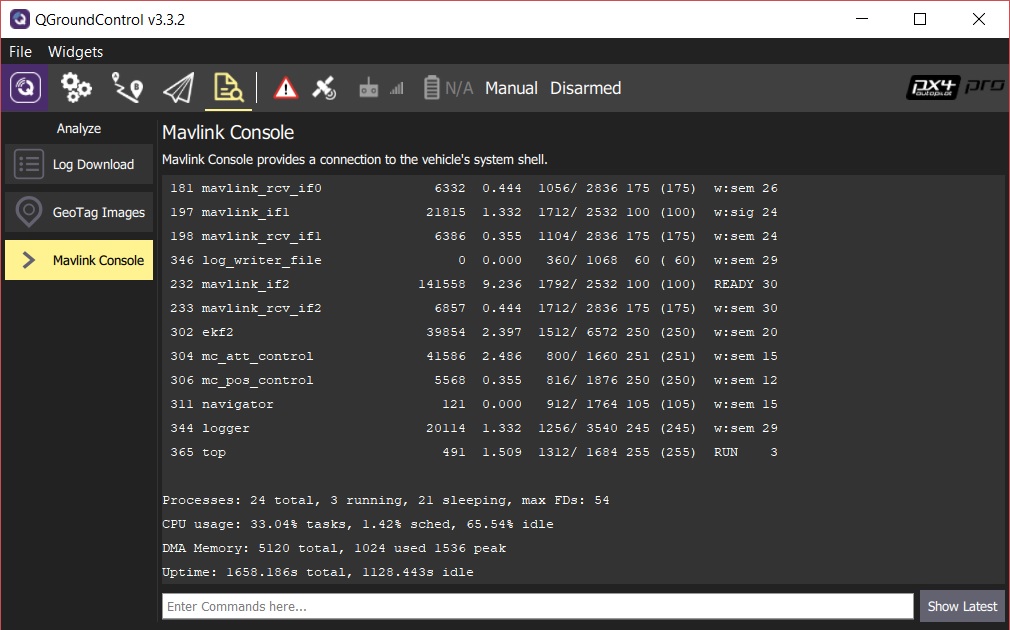 QGroundControl v3.3.2
File Widgets
N/A Manual Disarmed
px4 pro
autopilot
Analyze
Log Download
GeoTag Images
Mavlink Console
Mavlink Console
Mavlink Console provides a connection to the vehicle's system shell.
181 mavlink_rcv_if0 6332 0.444 1056/ 2836 175 (175) w:sem 26
197 mavlink_if1 21815 1.332 1712/ 2532 100 (100) w:sig 24
198 mavlink_rcv_if1 6386 0.355 1104/ 2836 175 (175) w:sem 24
346 log_writer_file 0 0.000 360/ 1068 60 ( 60) w:sem 29
232 mavlink_if2 141558 9.236 1792/ 2532 100 (100) READY 30
233 mavlink_rcv_if2 6857 0.444 1712/ 2836 175 (175) w:sem 30
302 ekf2 39854 2.397 1512/ 6572 250 (250) w:sem 20
304 mc_att_control 41586 2.486 800/ 1660 251 (251) w:sem 15
306 mc_pos_control 5568 0.355 816/ 1876 250 (250) w:sem 12
311 navigator 121 0.000 912/ 1764 105 (105) w:sem 15
344 logger 20114 1.332 1256/ 3540 245 (245) w:sem 29
365 top 491 1.509 1312/ 1684 255 (255) RUN 3
Processes: 24 total, 3 running, 21 sleeping, max FDs: 54
CPU usage: 33.04% tasks, 1.42% sched, 65.54% idle
DMA Memory: 5120 total, 1024 used 1536 peak
Uptime: 1658.186s total, 1128.443s idle
Enter Commands here...
Show Latest